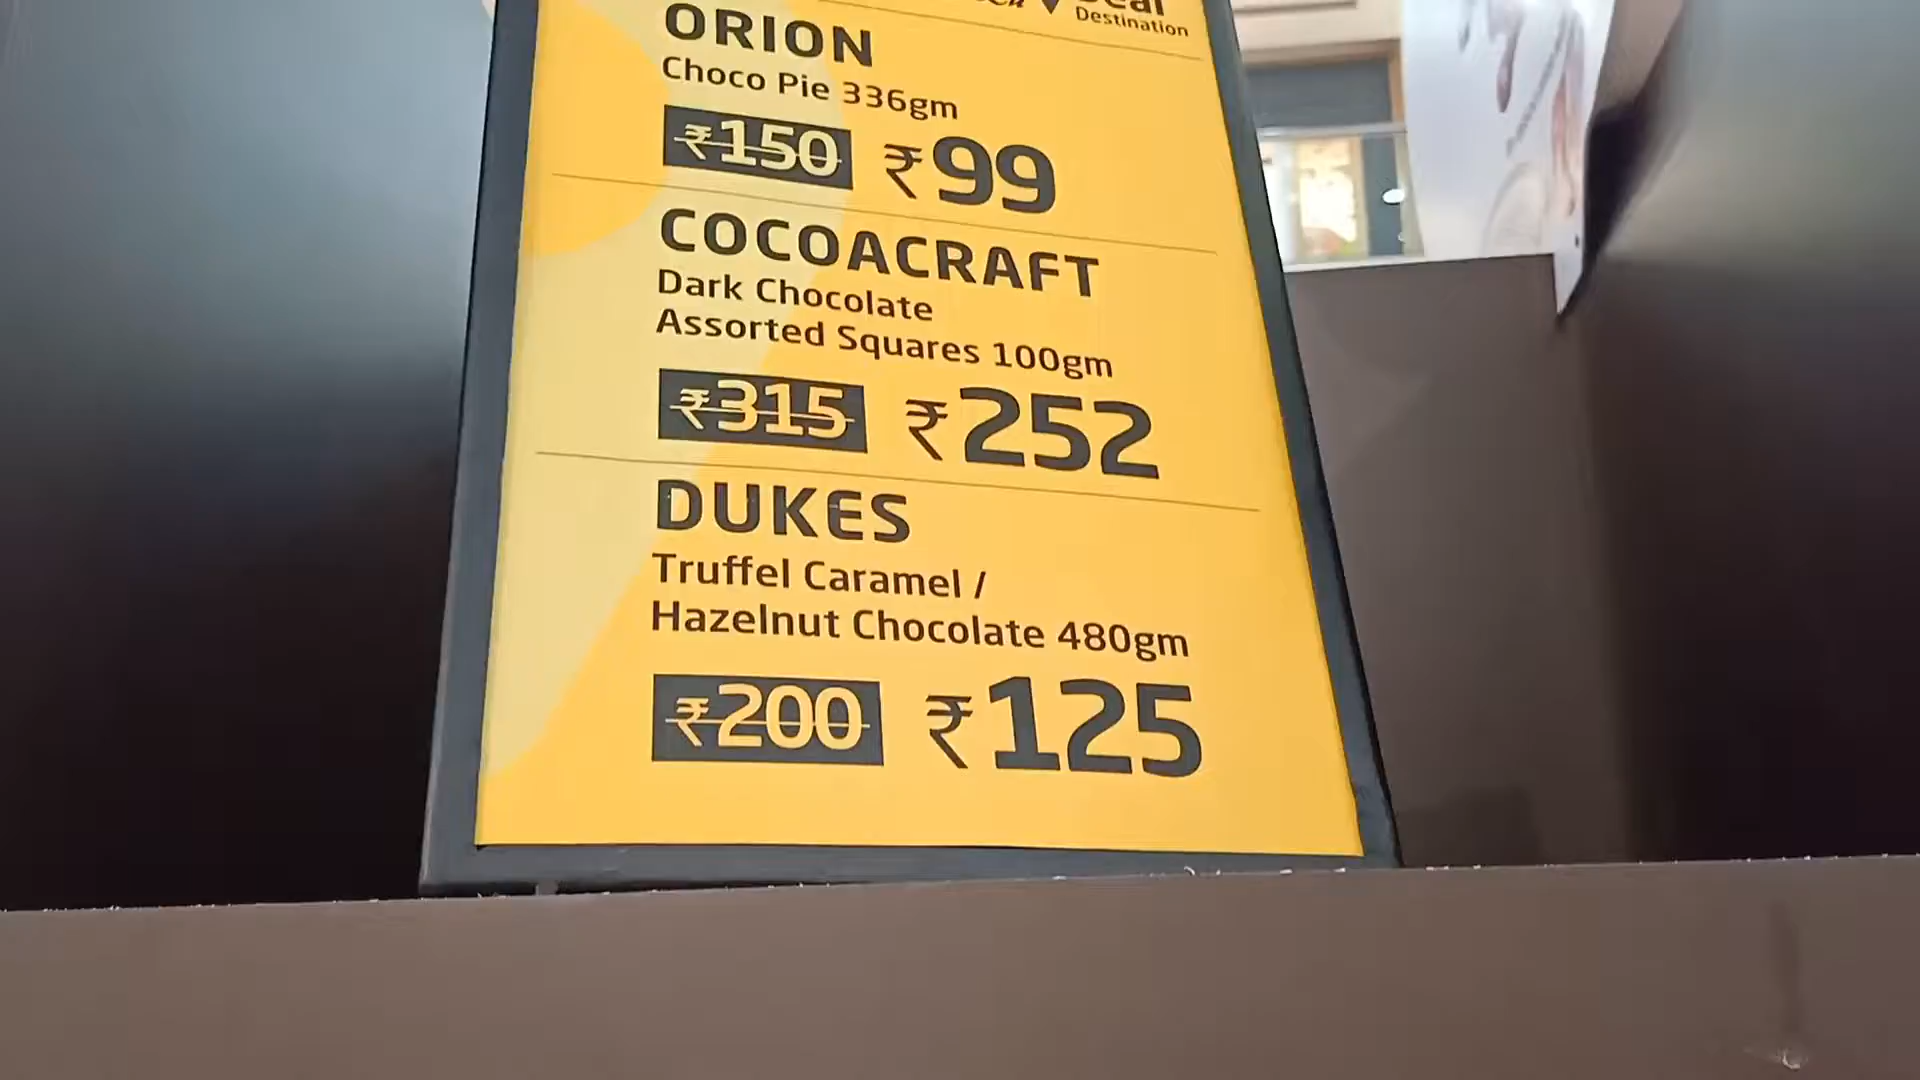 Destination
ORION
Choco Pie 336gm
₹150 ₹99
COCOACRAFT
Dark Chocolate
Assorted Squares 100gm
₹315 ₹252
DUKES
Truffel Caramel /
Hazelnut Chocolate 480gm
₹200 ₹125